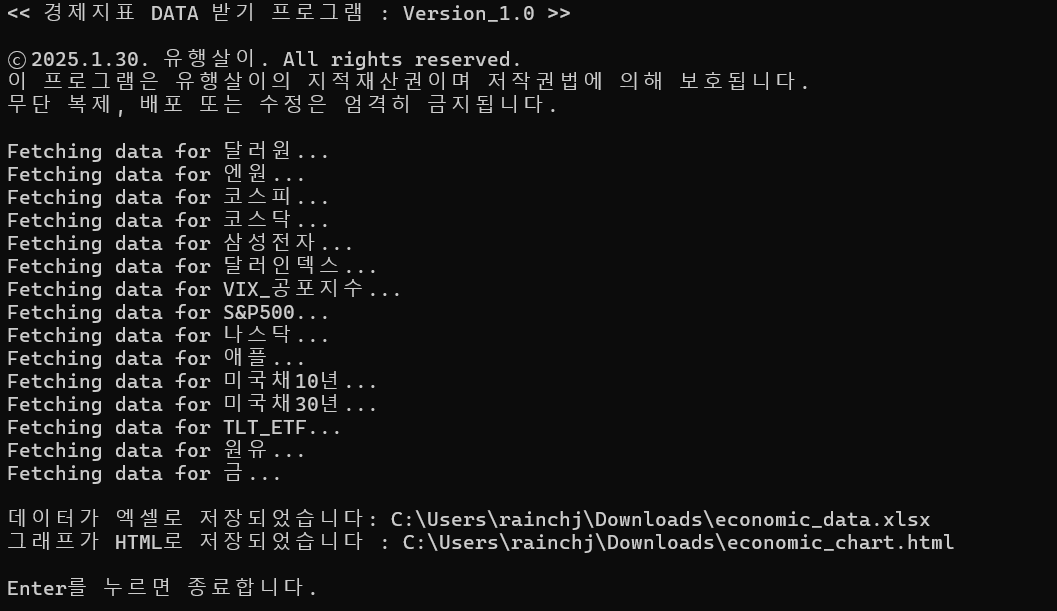 << 경제지표 DATA 받기 프로그램 : Version_1.0 >>
ⓒ2025.1.30. 유행살이. All rights reserved.
이 프로그램은 유행살이의 지적재산권이며 저작권법에 의해 보호됩니다.
무단 복제, 배포 또는 수정은 엄격히 금지됩니다.
Fetching data for 달러원...
Fetching data for 엔원...
Fetching data for 코스피...
Fetching data for 코스닥...
Fetching data for 삼성전자...
Fetching data for 달러인덱스...
Fetching data for VIX_공포지수...
Fetching data for S&P500...
Fetching data for 나스닥...
Fetching data for 애플...
Fetching data for 미국채10년...
Fetching data for 미국채30년...
Fetching data for TLT_ETF...
Fetching data for 원유...
Fetching data for 금...
데이터가 엑셀로 저장되었습니다: C:\Users\rainchj\Downloads\economic_data.xlsx
그래프가 HTML로 저장되었습니다 : C:\Users\rainchj\Downloads\economic_chart.html
Enter를 누르면 종료합니다.